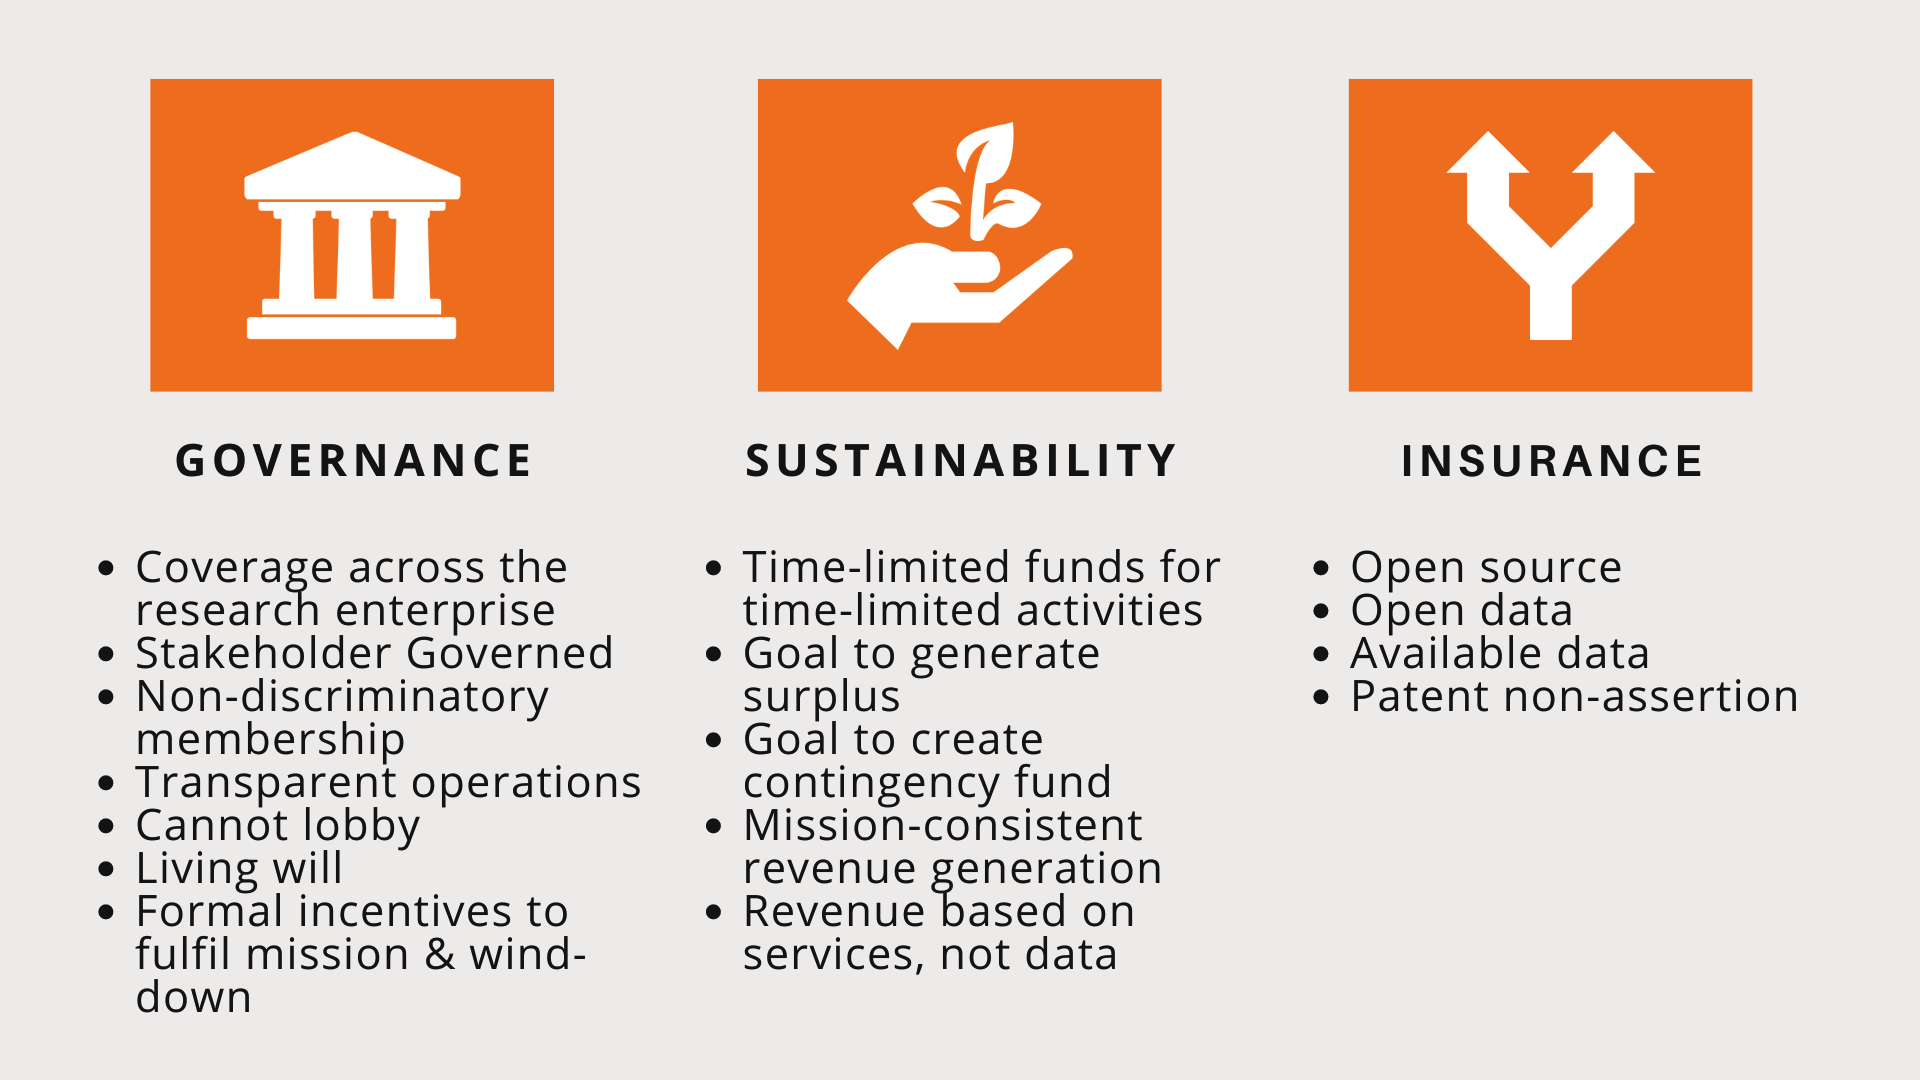 GOVERNANCE
• Coverage across the
research enterprise
• Stakeholder Governed
• Non-discriminatory
membership
• Transparent operations
• Cannot lobby
• Living will
• Formal incentives to
fulfil mission & wind-
down
SUSTAINABILITY
• Time-limited funds for
time-limited activities
• Goal to generate
surplus
• Goal to create
contingency fund
• Mission-consistent
revenue generation
• Revenue based on
services, not data
INSURANCE
• Open source
• Open data
• Available data
• Patent non-assertion